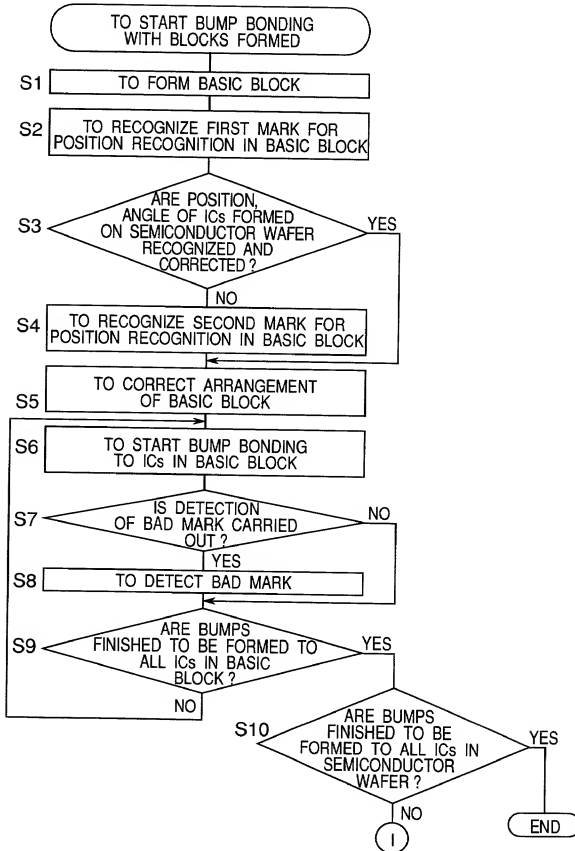 TO START BUMP BONDING
WITH BLOCKS FORMED
S1
TO FORM BASIC BLOCK
S2
TO RECOGNIZE FIRST MARK FOR
POSITION RECOGNITION IN BASIC BLOCK
S3
ARE POSITION,
ANGLE OF ICs FORMED
ON SEMICONDUCTOR WAFER
RECOGNIZED AND
CORRECTED ?
YES
NO
S4
TO RECOGNIZE SECOND MARK FOR
POSITION RECOGNITION IN BASIC BLOCK
S5
TO CORRECT ARRANGEMENT
OF BASIC BLOCK
S6
TO START BUMP BONDING
TO ICs IN BASIC BLOCK
S7
IS DETECTION
OF BAD MARK CARRIED
OUT ?
NO
YES
S8
TO DETECT BAD MARK
S9
ARE BUMPS
FINISHED TO BE FORMED TO
ALL ICs IN BASIC
BLOCK ?
YES
NO
S10
ARE BUMPS
FINISHED TO BE
FORMED TO ALL ICs IN
SEMICONDUCTOR
WAFER ?
YES
NO
I
END